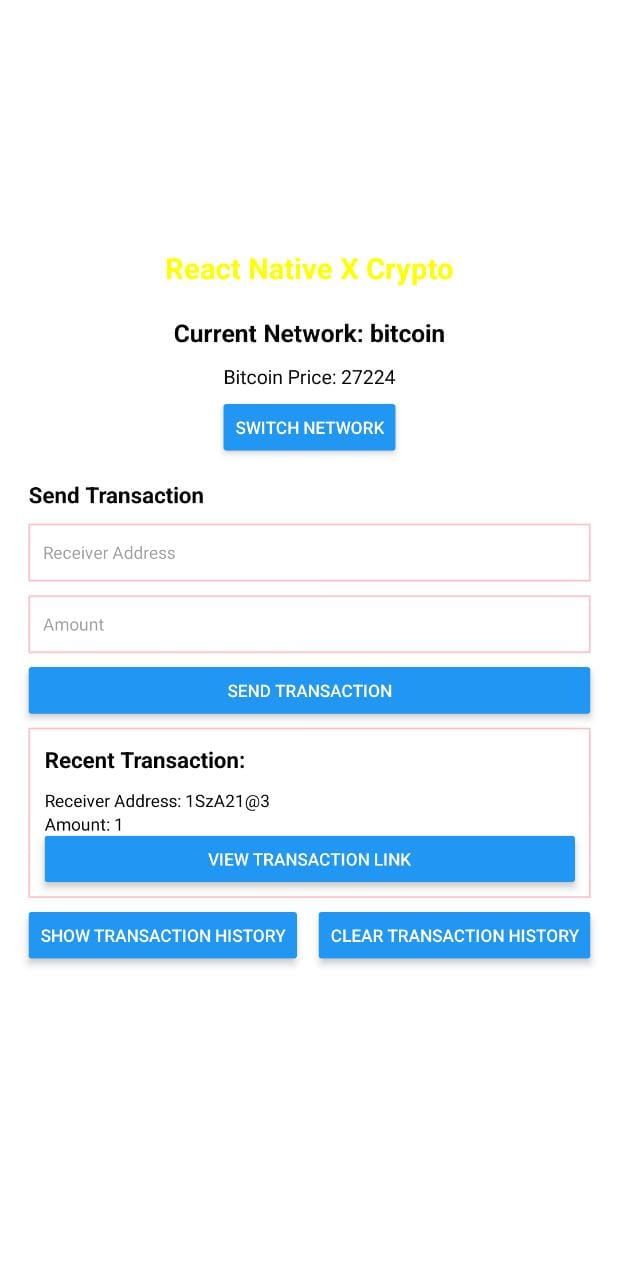 React Native X Crypto
Current Network: bitcoin
Bitcoin Price: 27224
SWITCH NETWORK
Send Transaction
Receiver Address
Amount
SEND TRANSACTION
Recent Transaction:
Receiver Address: 1SzA21@3
Amount: 1
VIEW TRANSACTION LINK
SHOW TRANSACTION HISTORY
CLEAR TRANSACTION HISTORY